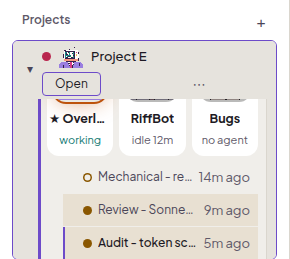 Projects +
Project E
Open ...
★ Overl... RiffBot Bugs
working idle 12m no agent
Mechanical - re... 14m ago
Review - Sonne... 9m ago
Audit - token sc... 5m ago